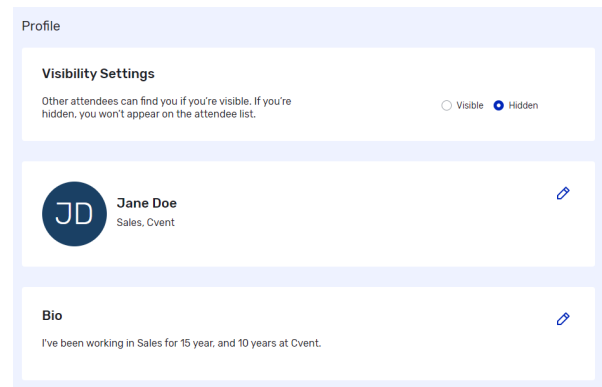 Profile
Visibility Settings
Other attendees can find you if you're visible. If you're
hidden, you won't appear on the attendee list.
Visible Hidden
JD
Jane Doe
Sales, Cvent
Bio
I've been working in Sales for 15 year, and 10 years at Cvent.